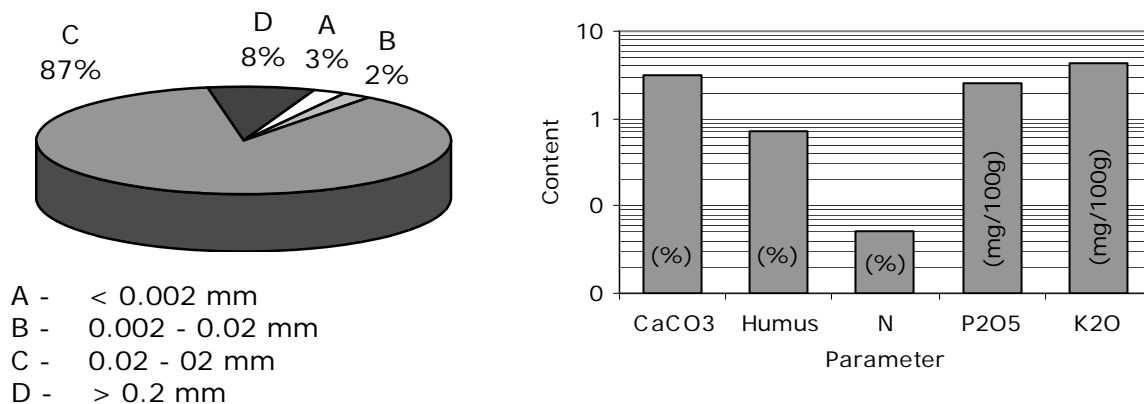 C
87%
D
8%
A
3%
B
2%
A - < 0.002 mm
B - 0.002 - 0.02 mm
C - 0.02 - 02 mm
D - > 0.2 mm
Content
10
1
0
0
(%)
(%)
(%)
(mg/100g)
(mg/100g)
CaCO3 Humus N P2O5 K2O
Parameter